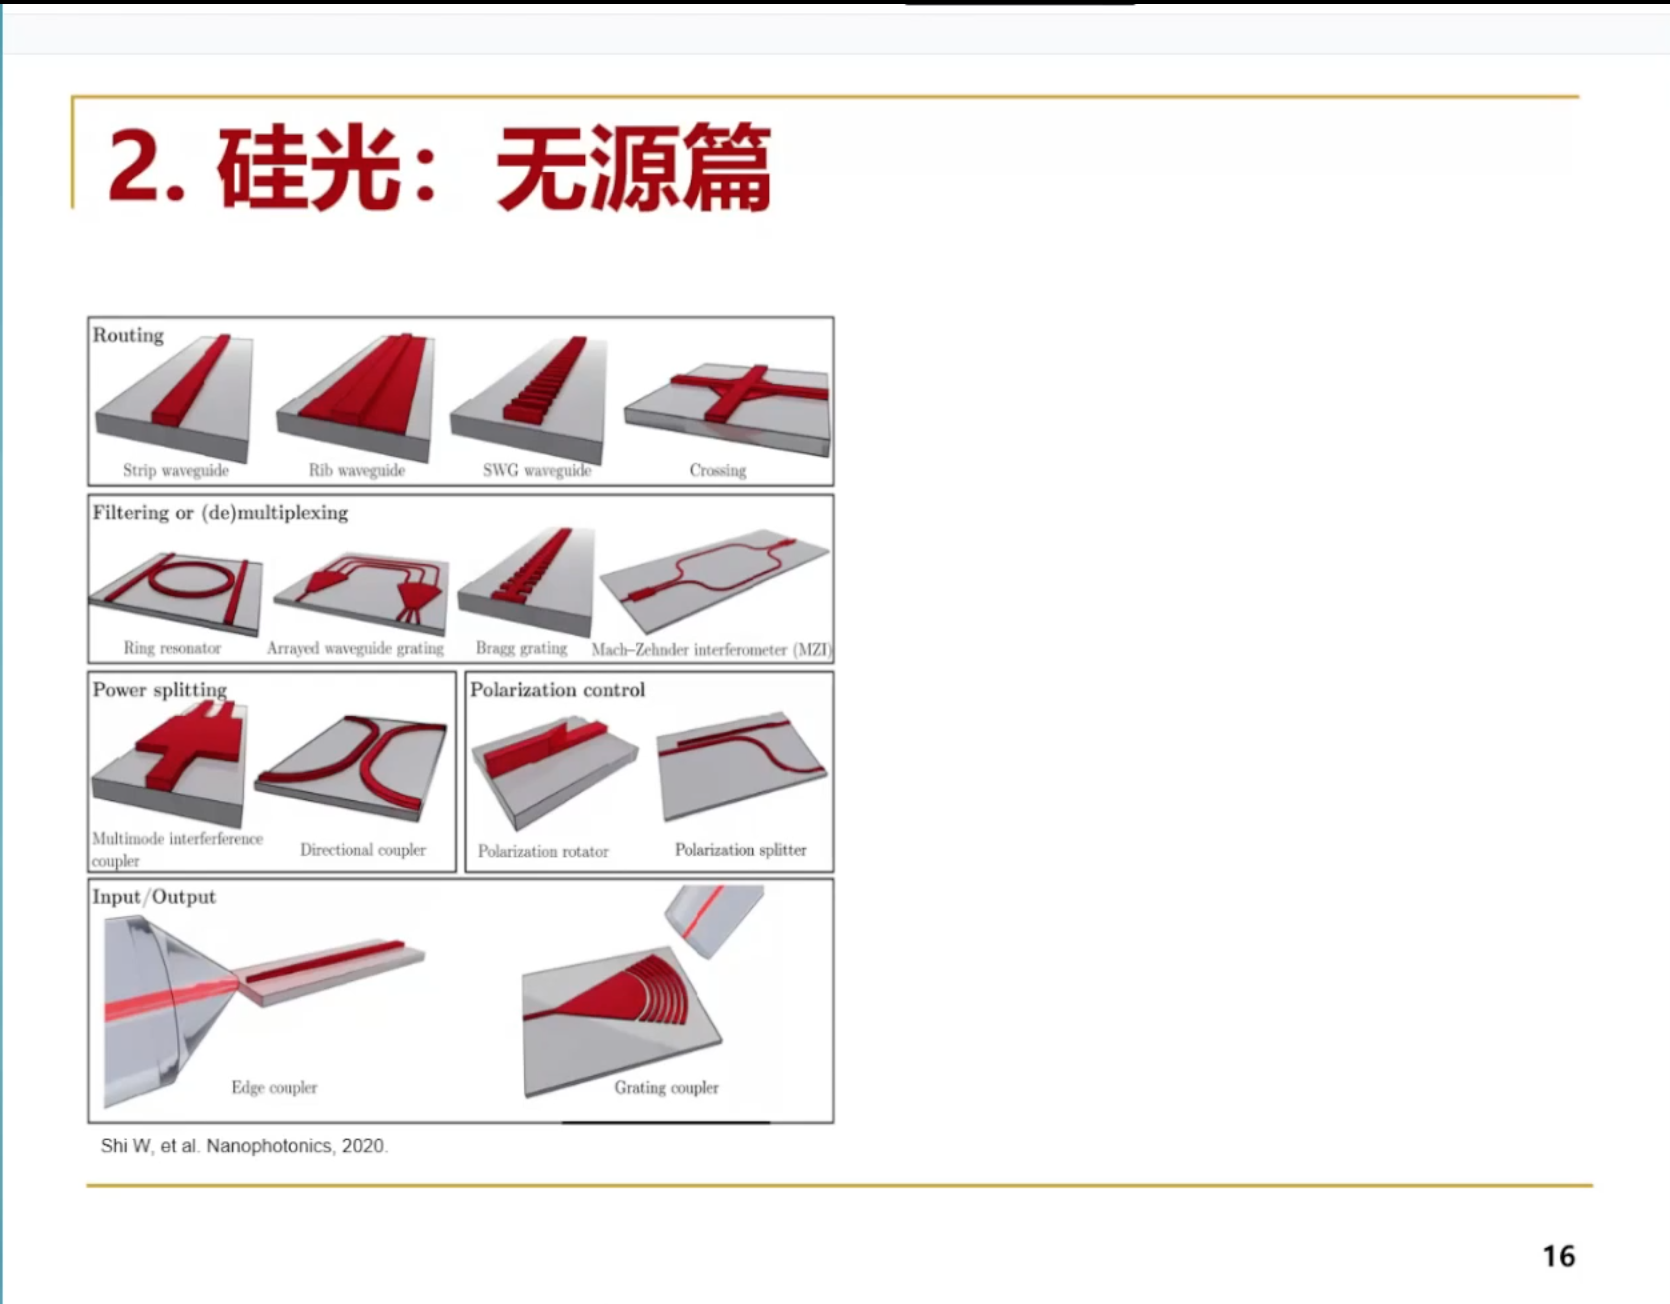 2. 硅光：无源篇
Routing
Strip waveguide
Rib waveguide
SWG waveguide
Crossing
Filtering or (de)multiplexing
Ring resonator
Arrayed waveguide grating
Bragg grating
Mach–Zehnder interferometer (MZI)
Power splitting
Multimode interferference
coupler
Directional coupler
Polarization control
Polarization rotator
Polarization splitter
Input/Output
Edge coupler
Grating coupler
Shi W, et al. Nanophotonics, 2020.
16